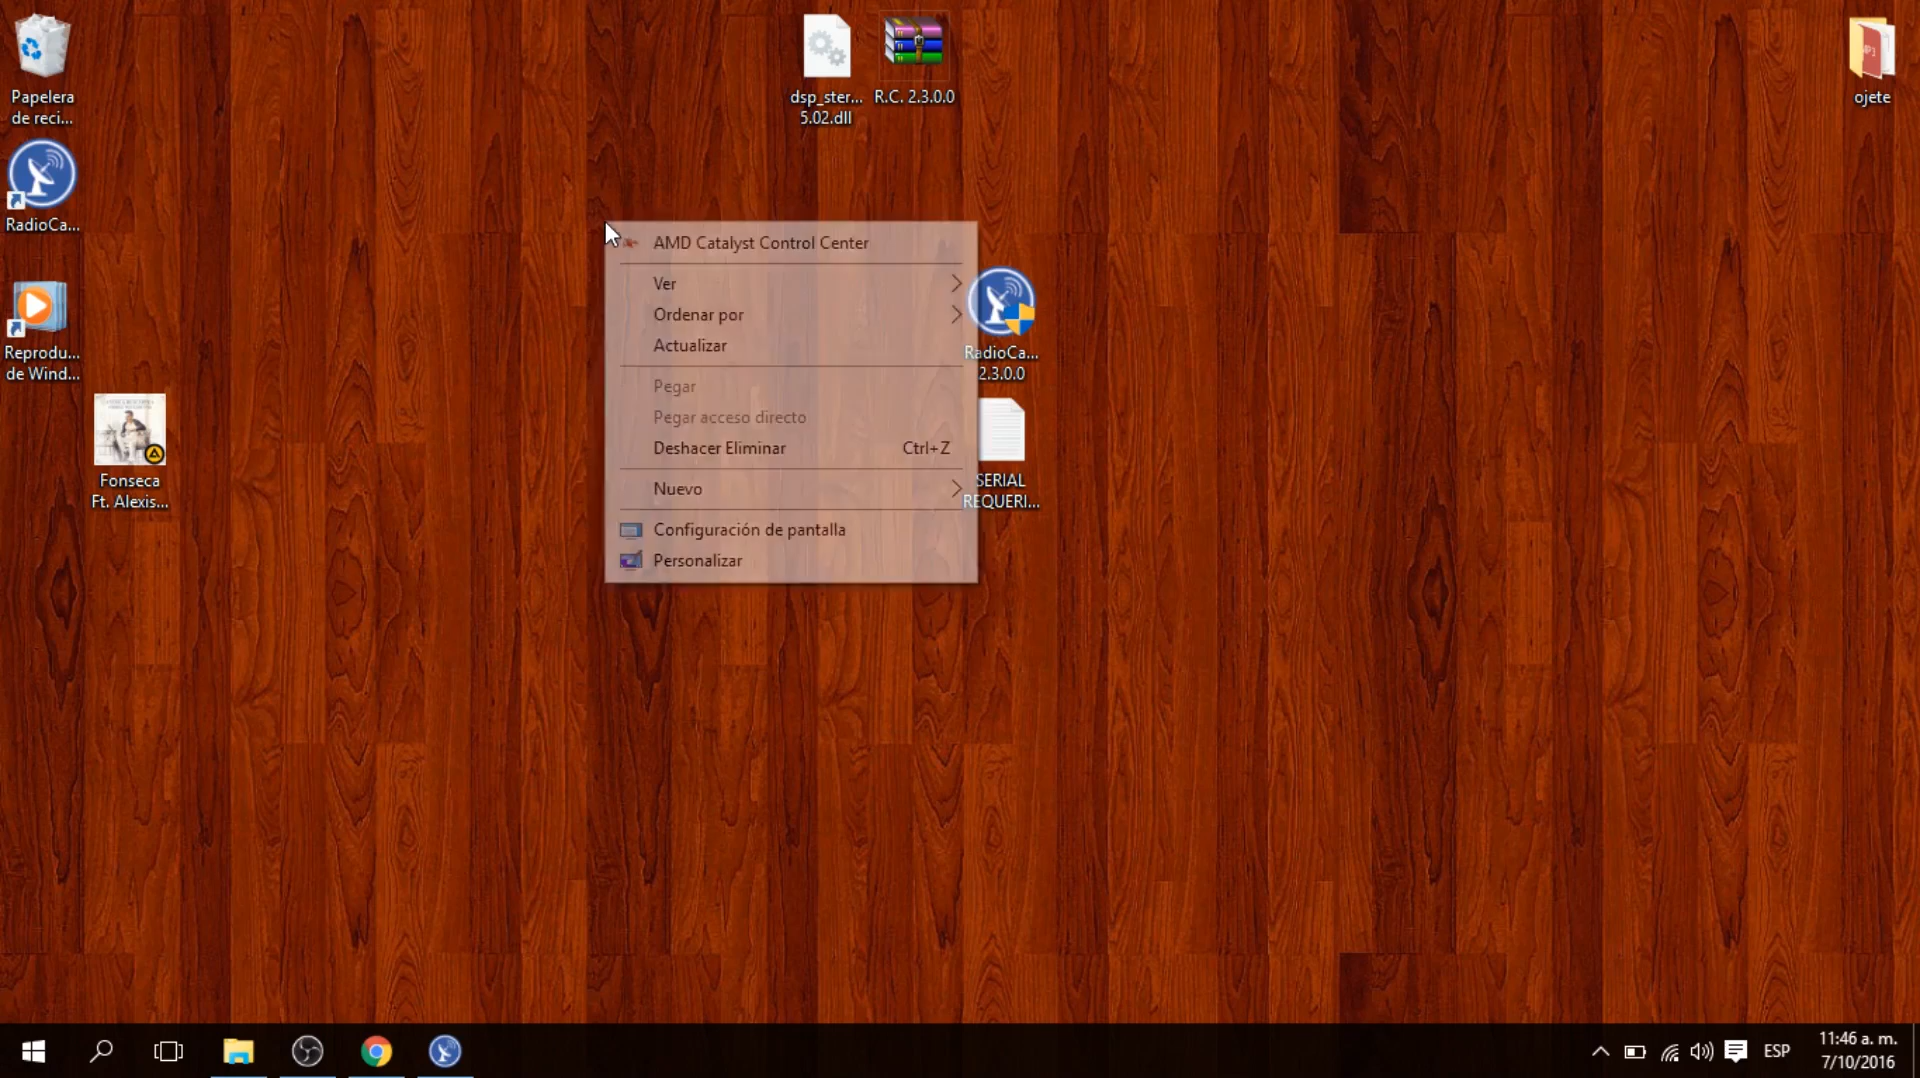 Papelera
de reci...
RadioCa...
Reprodu...
de Wind...
Fonseca
Ft. Alexis...
dsp_ster...
5.02.dll
R.C. 2.3.0.0
ojete
AMD Catalyst Control Center
Ver
Ordenar por
Actualizar
Pegar
Pegar acceso directo
Deshacer Eliminar Ctrl+Z
Nuevo
Configuración de pantalla
Personalizar
RadioCa...
2.3.0.0
SERIAL
REQUERI...
ESP
11:46 a. m.
7/10/2016